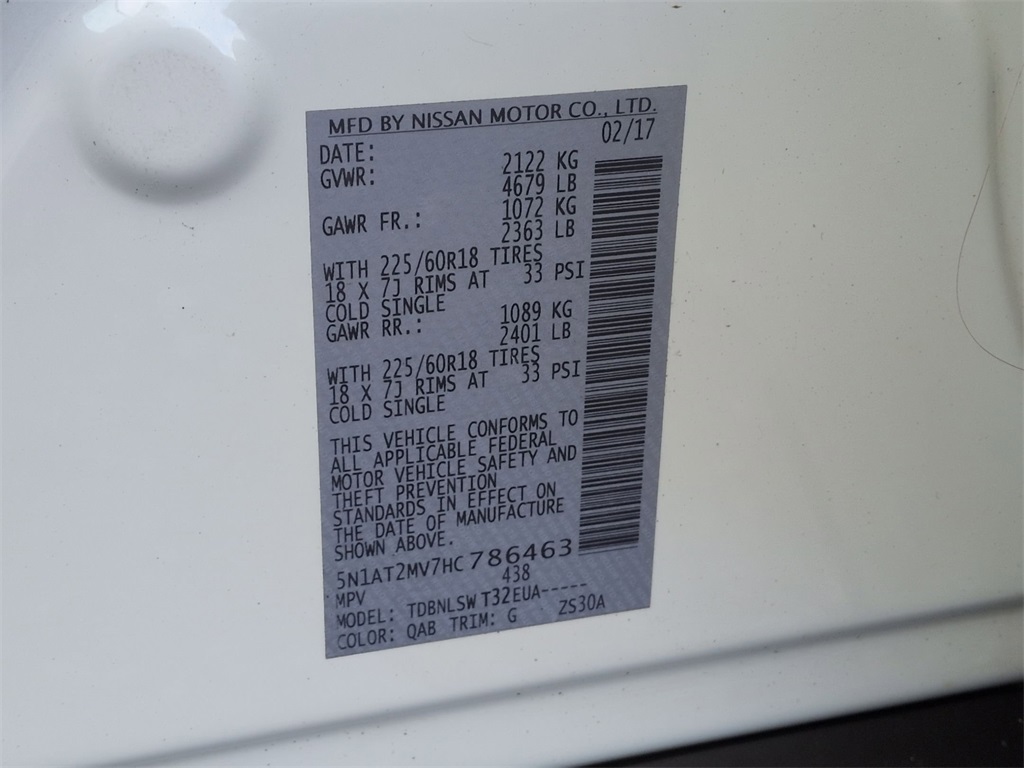 MFD BY NISSAN MOTOR CO., LTD.
DATE: 02/17
GVWR: 2122 KG
4679 LB
GAWR FR.: 1072 KG
2363 LB
WITH 225/60R18 TIRES
18 X 7J RIMS AT 33 PSI
COLD SINGLE
GAWR RR.: 1089 KG
2401 LB
WITH 225/60R18 TIRES
18 X 7J RIMS AT 33 PSI
COLD SINGLE
THIS VEHICLE CONFORMS TO
ALL APPLICABLE FEDERAL
MOTOR VEHICLE SAFETY AND
THEFT PREVENTION
STANDARDS IN EFFECT ON
THE DATE OF MANUFACTURE
SHOWN ABOVE.
5N1AT2MV7HC786463
MPV 438
MODEL: TDBNLSW T32EUA-----
COLOR: QAB TRIM: G ZS30A